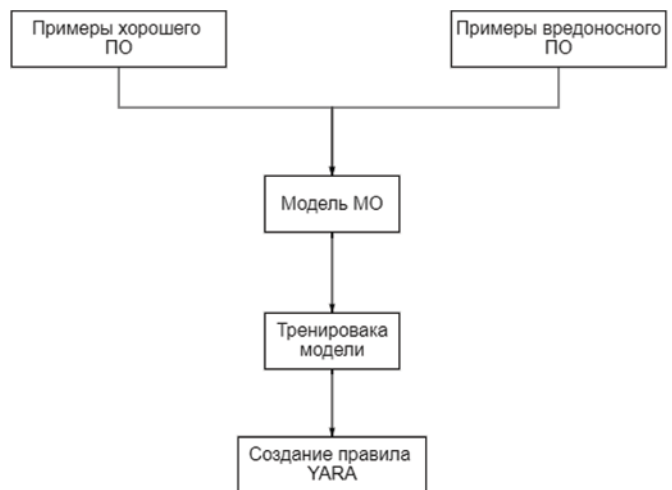 Примеры хорошего
ПО
Примеры вредоносного
ПО
Модель МО
Тренировака
модели
Создание правила
YARA